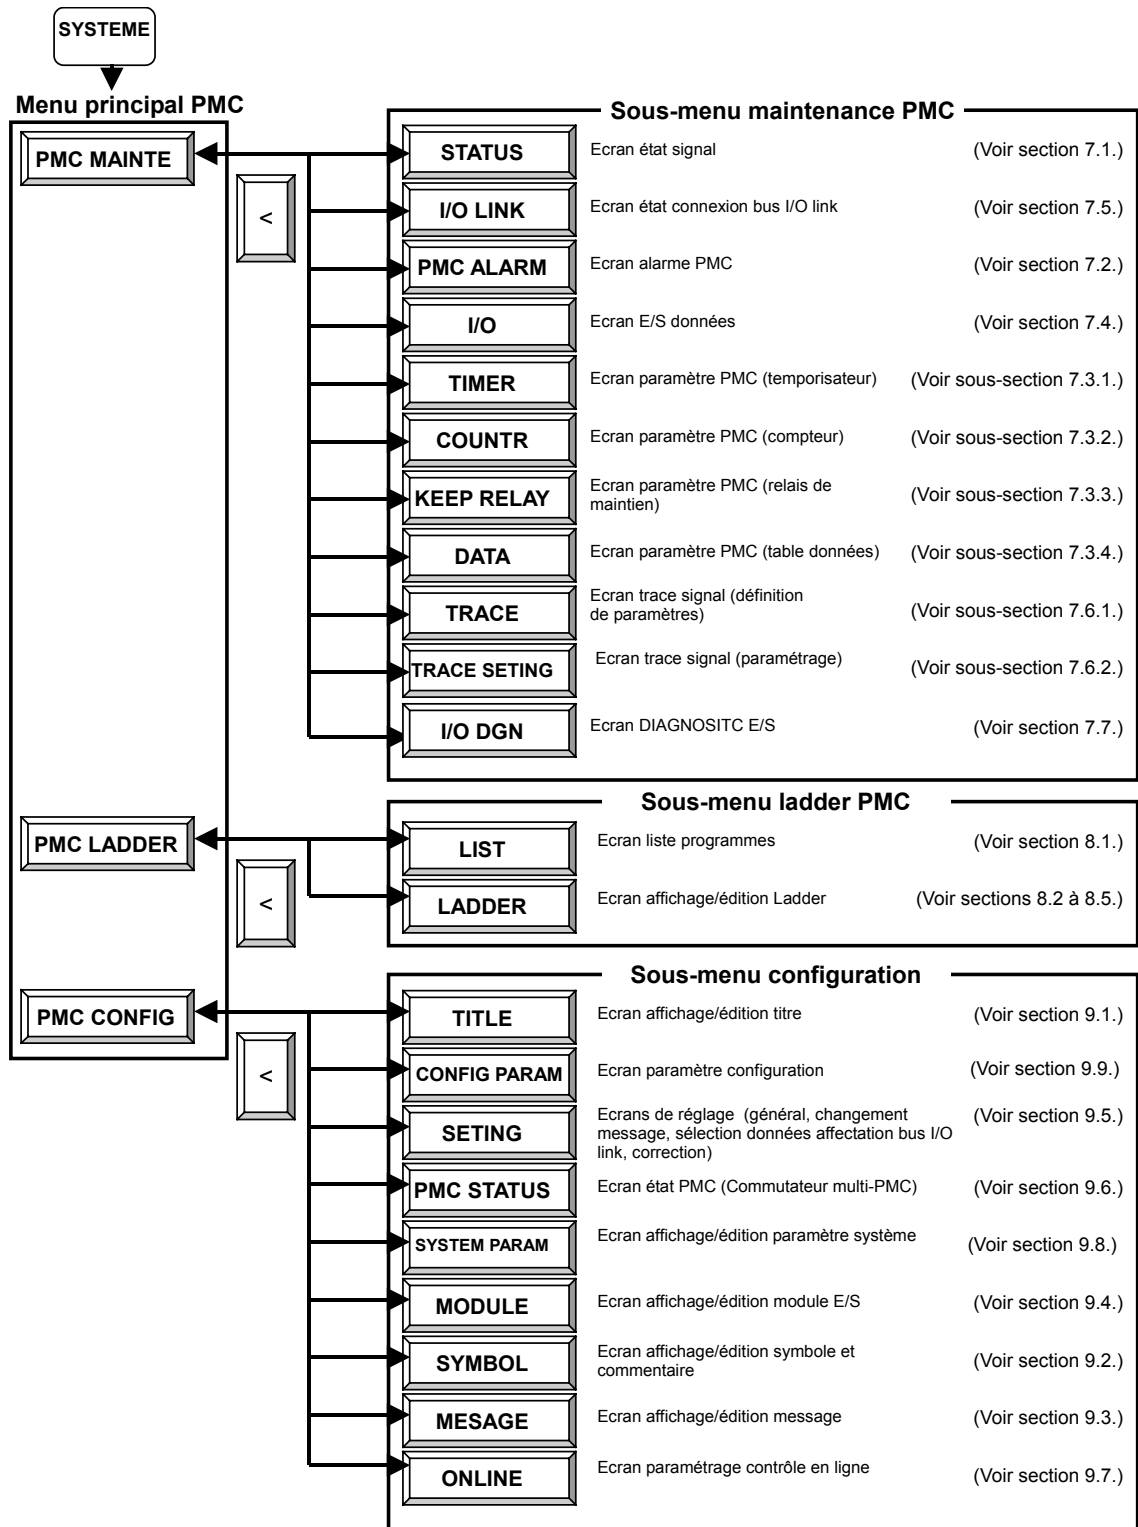 SYSTEME
Menu principal PMC
Sous-menu maintenance PMC
PMC MAINTE
<
STATUS
Ecran état signal
(Voir section 7.1.)
I/O LINK
Ecran état connexion bus I/O link
(Voir section 7.5.)
PMC ALARM
Ecran alarme PMC
(Voir section 7.2.)
I/O
Ecran E/S données
(Voir section 7.4.)
TIMER
Ecran paramètre PMC (temporisateur)
(Voir sous-section 7.3.1.)
COUNTR
Ecran paramètre PMC (compteur)
(Voir sous-section 7.3.2.)
KEEP RELAY
Ecran paramètre PMC (relais de
maintien)
(Voir sous-section 7.3.3.)
DATA
Ecran paramètre PMC (table données)
(Voir sous-section 7.3.4.)
TRACE
Ecran trace signal (définition
de paramètres)
(Voir sous-section 7.6.1.)
TRACE SETING
Ecran trace signal (paramétrage)
(Voir sous-section 7.6.2.)
I/O DGN
Ecran DIAGNOSITC E/S
(Voir section 7.7.)
Sous-menu ladder PMC
PMC LADDER
<
LIST
Ecran liste programmes
(Voir section 8.1.)
LADDER
Ecran affichage/édition Ladder
(Voir sections 8.2 à 8.5.)
Sous-menu configuration
PMC CONFIG
<
TITLE
Ecran affichage/édition titre
(Voir section 9.1.)
CONFIG PARAM
Ecran paramètre configuration
(Voir section 9.9.)
SETING
Ecrans de réglage (général, changement
message, sélection données affectation bus I/O
link, correction)
(Voir section 9.5.)
PMC STATUS
Ecran état PMC (Commutateur multi-PMC)
(Voir section 9.6.)
SYSTEM PARAM
Ecran affichage/édition paramètre système
(Voir section 9.8.)
MODULE
Ecran affichage/édition module E/S
(Voir section 9.4.)
SYMBOL
Ecran affichage/édition symbole et
commentaire
(Voir section 9.2.)
MESAGE
Ecran affichage/édition message
(Voir section 9.3.)
ONLINE
Ecran paramétrage contrôle en ligne
(Voir section 9.7.)